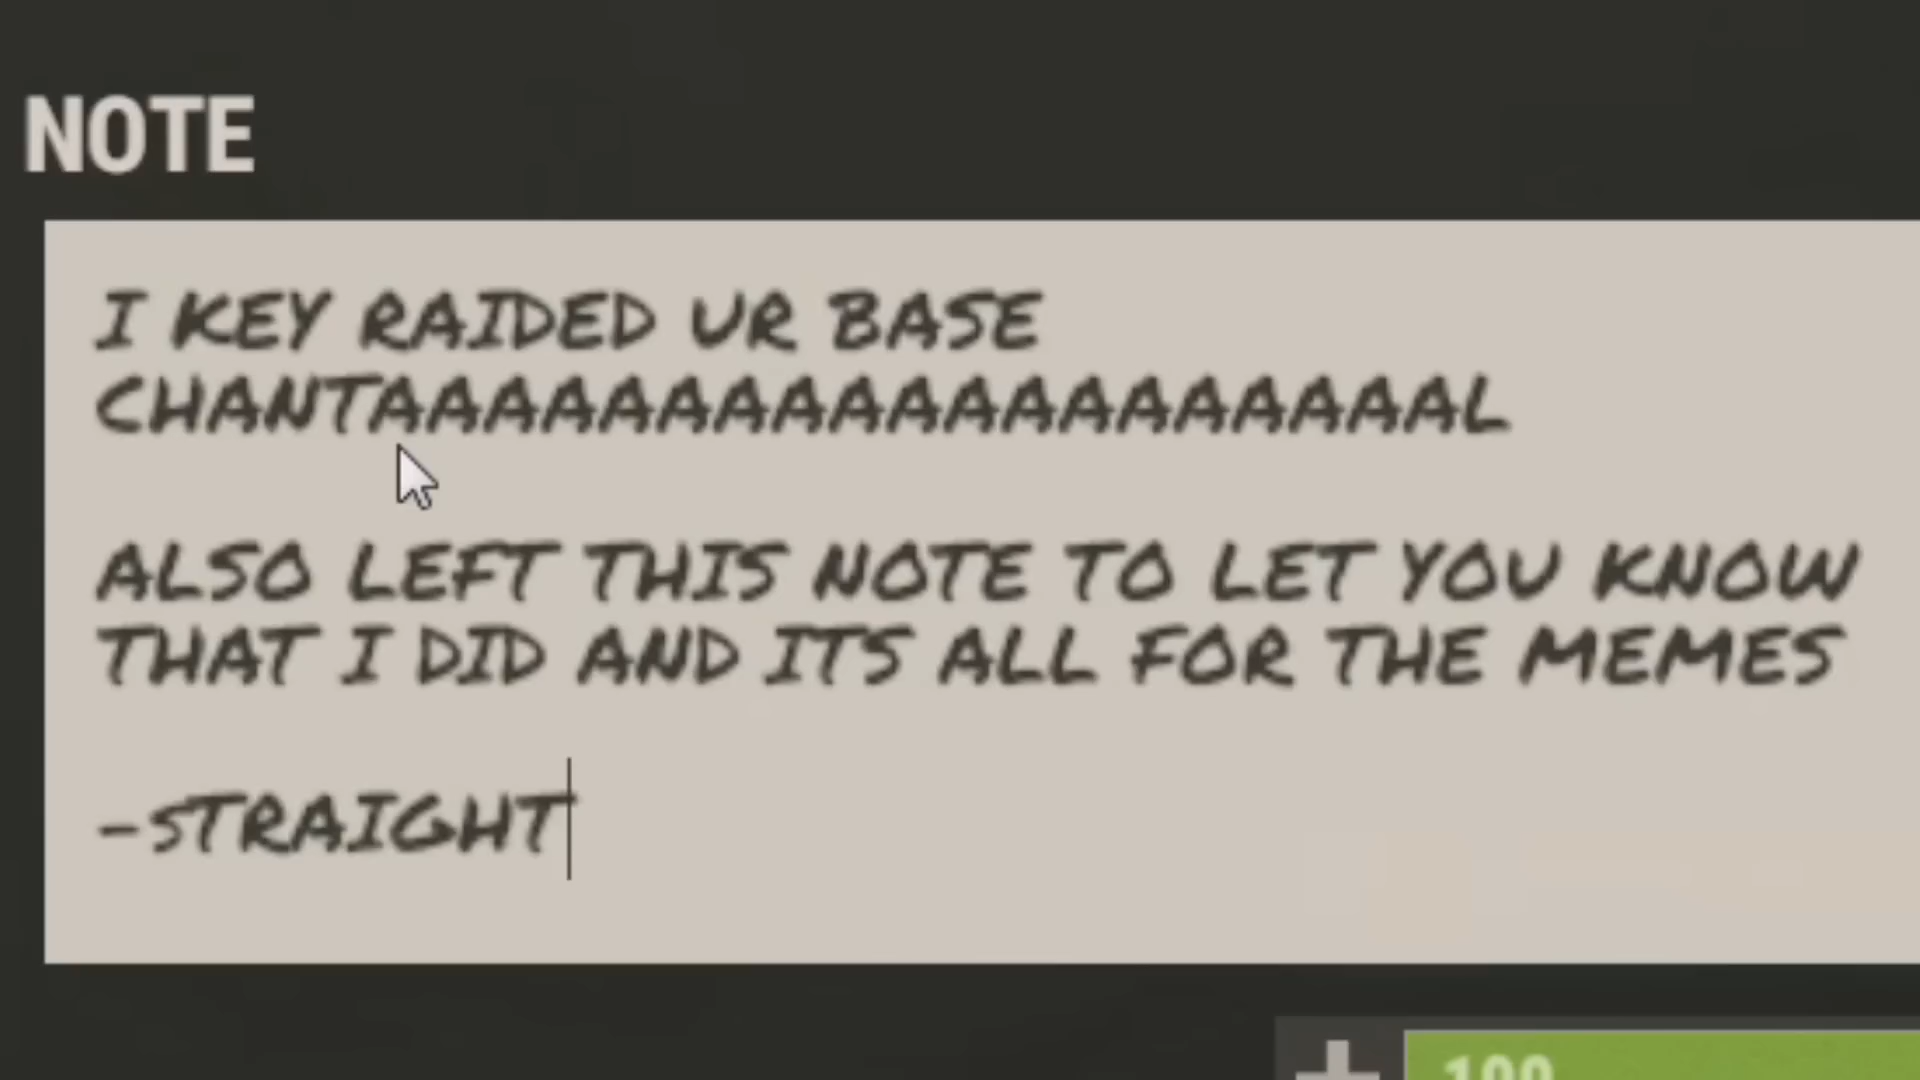 NOTE
I KEY RAIDED UR BASE
CHANTAAAAAAAAAAAAAAAAAAAL
ALSO LEFT THIS NOTE TO LET YOU KNOW
THAT I DID AND ITS ALL FOR THE MEMES
-STRAIGHT
100